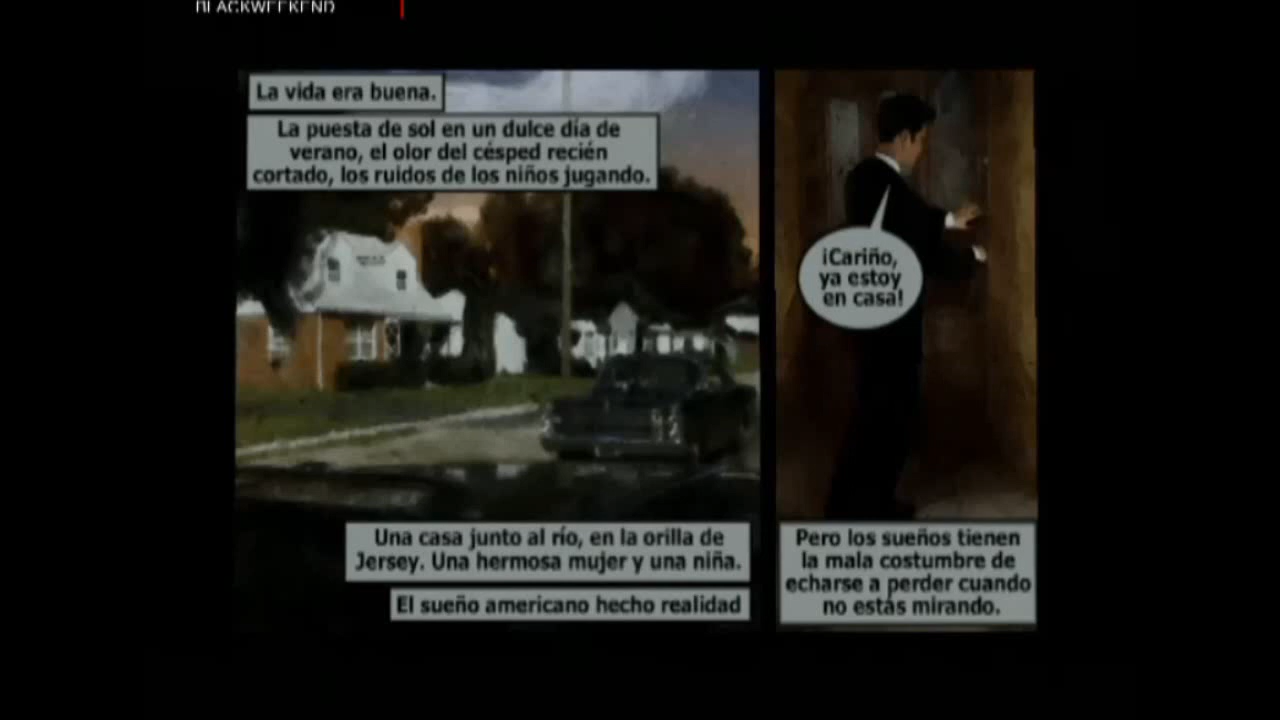 BLACKWEEKEND
La vida era buena.
La puesta de sol en un dulce día de
verano, el olor del césped recién
cortado, los ruidos de los niños jugando.
Una casa junto al río, en la orilla de
Jersey. Una hermosa mujer y una niña.
El sueño americano hecho realidad
¡Cariño,
ya estoy
en casa!
Pero los sueños tienen
la mala costumbre de
echarse a perder cuando
no estás mirando.